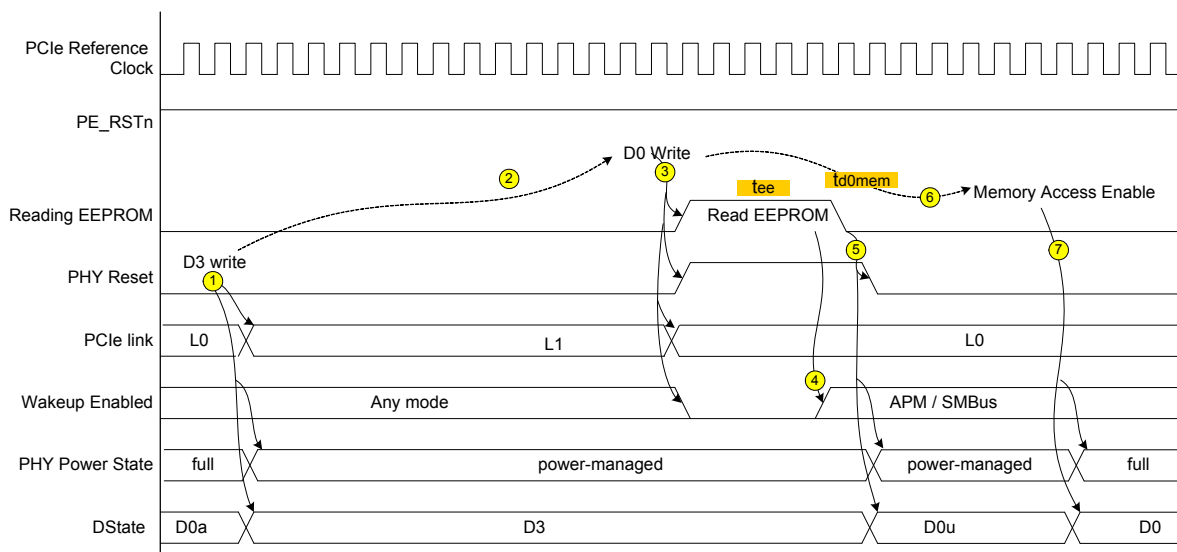 PCIe Reference
Clock
PE_RSTn
D0 Write
3
2
tee
td0mem
6
Memory Access Enable
Reading EEPROM
Read EEPROM
D3 write
5
7
PHY Reset
1
PCIe link
L0
L1
L0
4
Wakeup Enabled
Any mode
APM / SMBus
PHY Power State
full
power-managed
power-managed
full
DState
D0a
D3
D0u
D0